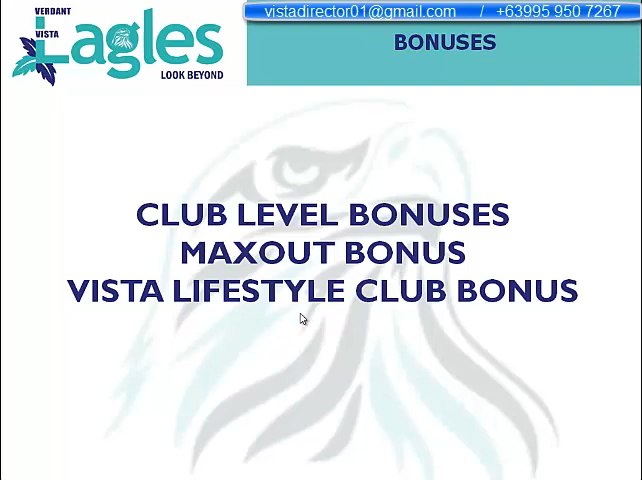 VERDANT
VISTA
Eagles
LOOK BEYOND
vistadirector01@gmail.com / +63995 950 7267
BONUSES
CLUB LEVEL BONUSES
MAXOUT BONUS
VISTA LIFESTYLE CLUB BONUS